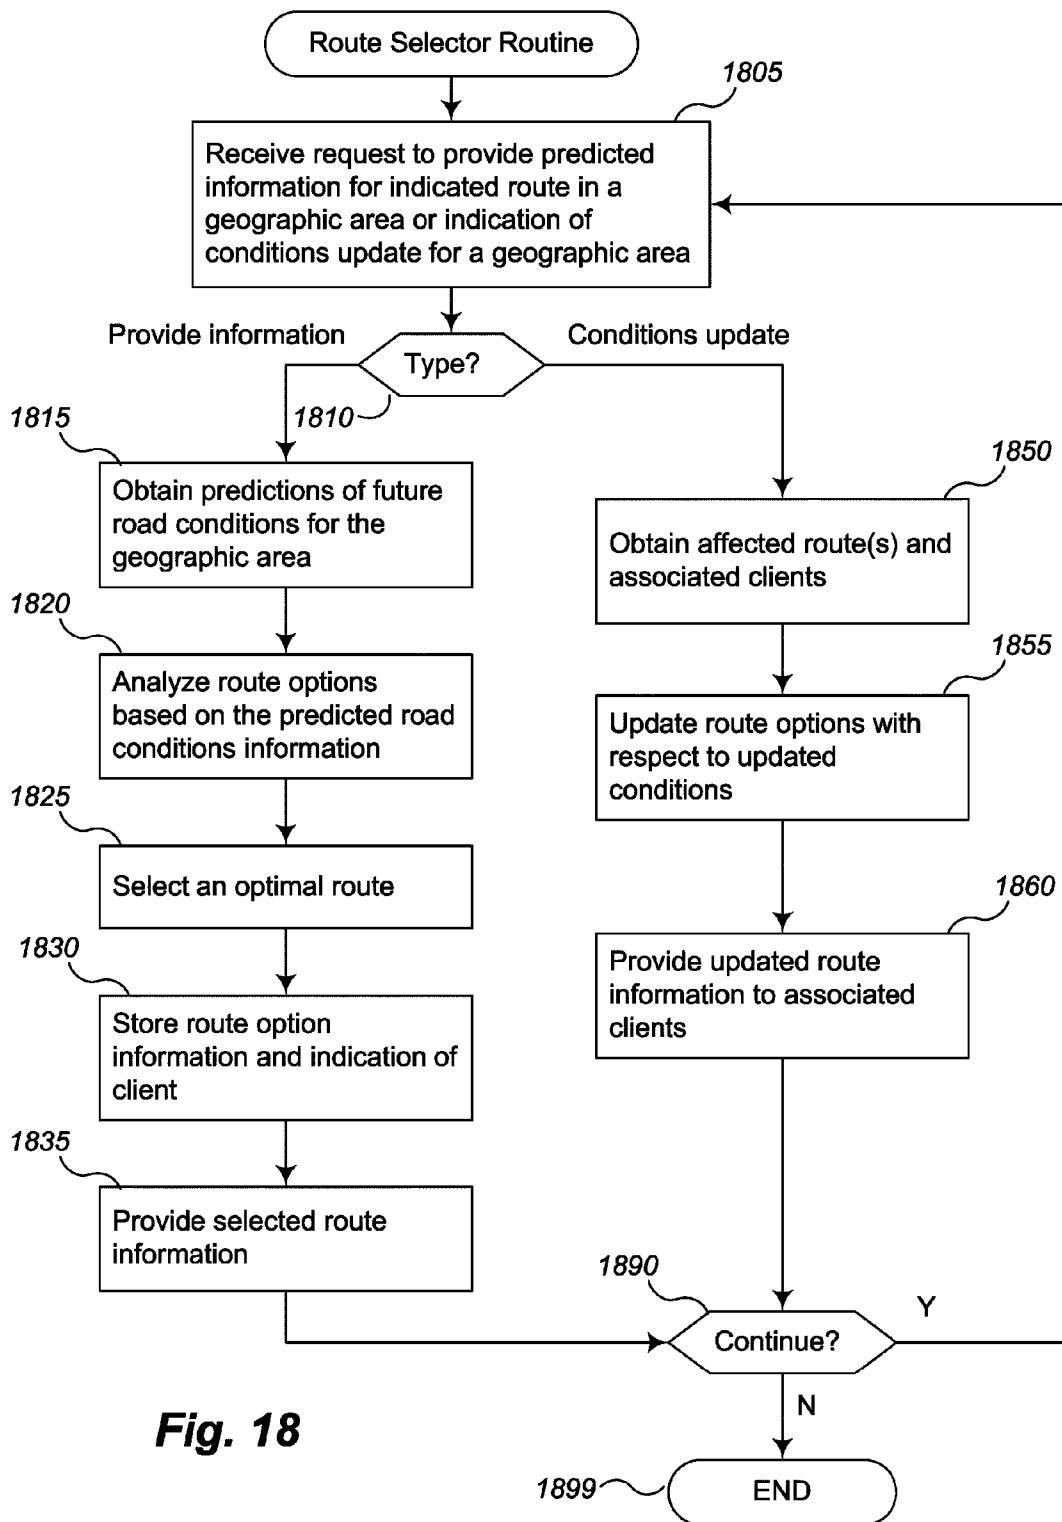 Route Selector Routine
1805
Receive request to provide predicted
information for indicated route in a
geographic area or indication of
conditions update for a geographic area
Provide information
Conditions update
Type?
1810
1815
Obtain predictions of future
road conditions for the
geographic area
1850
Obtain affected route(s) and
associated clients
1820
Analyze route options
based on the predicted road
conditions information
1855
Update route options with
respect to updated
conditions
1825
Select an optimal route
1860
Provide updated route
information to associated
clients
1830
Store route option
information and indication of
client
1835
Provide selected route
information
1890
Continue?
Y
N
Fig. 18
1899
END